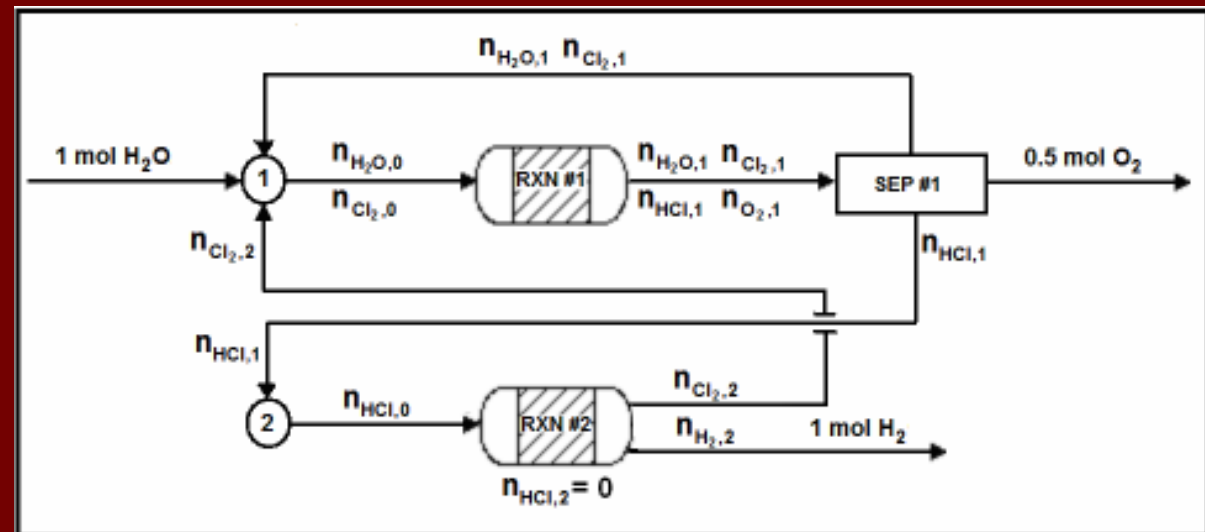 n_H₂O,1 n_Cl₂,1
1 mol H₂O
1
n_H₂O,0
n_Cl₂,0
RXN #1
n_H₂O,1 n_Cl₂,1
n_HCl,1 n_O₂,1
SEP #1
0.5 mol O₂
n_Cl₂,2
n_HCl,1
n_HCl,1
2
n_HCl,0
RXN #2
n_Cl₂,2
n_H₂,2
1 mol H₂
n_HCl,2 = 0